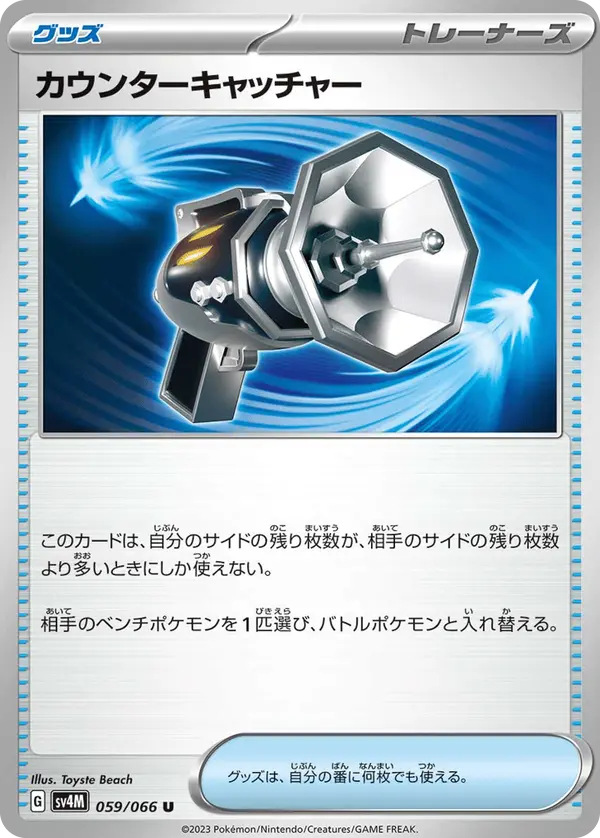 グッズ
トレーナーズ
カウンターキャッチャー
このカードは、自分のサイドの残り枚数が、相手のサイドの残り枚数
より多いときにしか使えない。
相手のベンチポケモンを1匹選び、バトルポケモンと入れ替える。
グッズは、自分の番に何枚でも使える。
Illus. Toyste Beach
G SV4M 059/066 U
©2023 Pokémon/Nintendo/Creatures/GAME FREAK.